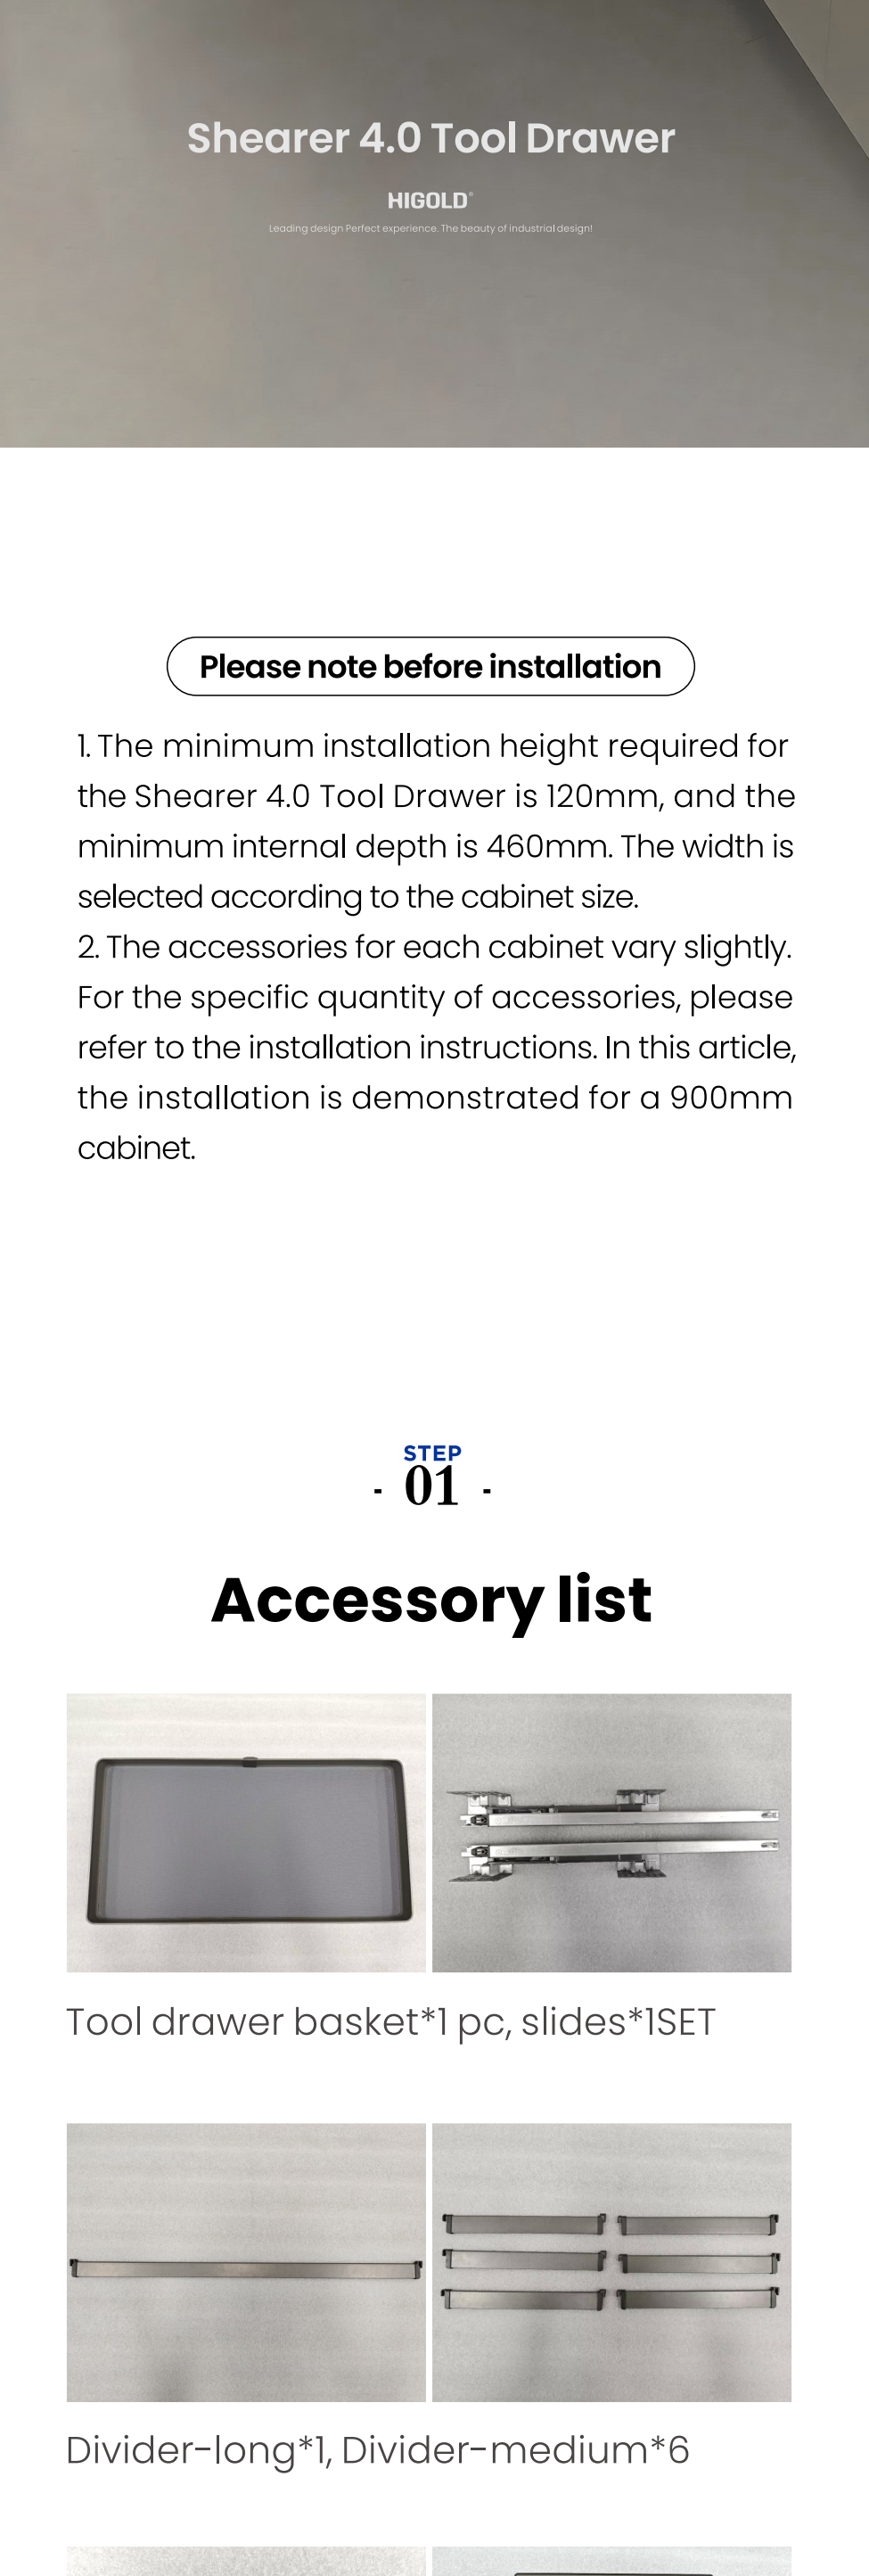 Shearer 4.0 Tool Drawer
HIGOLD®
Leading design Perfect experience. The beauty of industrial design!
Please note before installation
1. The minimum installation height required for
the Shearer 4.0 Tool Drawer is 120mm, and the
minimum internal depth is 460mm. The width is
selected according to the cabinet size.
2. The accessories for each cabinet vary slightly.
For the specific quantity of accessories, please
refer to the installation instructions. In this article,
the installation is demonstrated for a 900mm
cabinet.
STEP
- 01 -
Accessory list
Tool drawer basket*1 pc, slides*1SET
Divider-long*1, Divider-medium*6